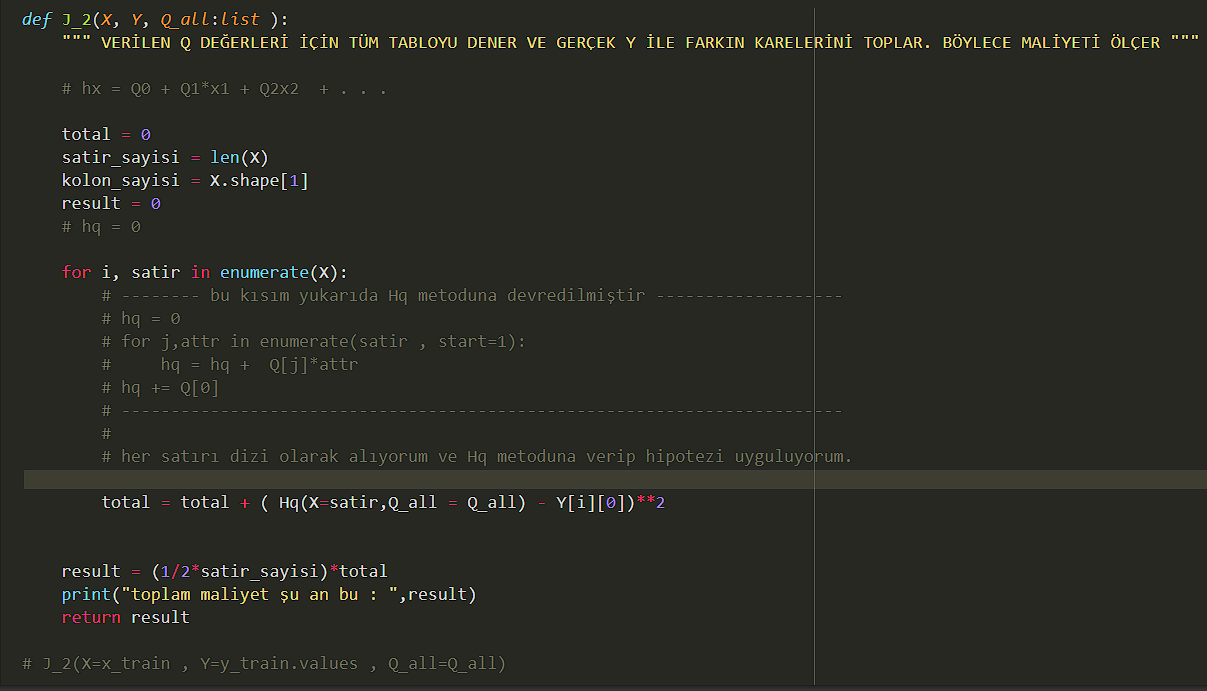 def J_2(X, Y, Q_all:list ):
""" VERİLEN Q DEĞERLERİ İÇİN TÜM TABLOYU DENER VE GERÇEK Y İLE FARKIN KARELERİNİ TOPLAR. BÖYLECE MALİYETİ ÖLÇER """
# hx = Q0 + Q1*x1 + Q2x2  + . . .
total = 0
satir_sayisi = len(X)
kolon_sayisi = X.shape[1]
result = 0
# hq = 0
for i, satir in enumerate(X):
# -------- bu kısım yukarıda Hq metoduna devredilmiştir -------------------
# hq = 0
# for j,attr in enumerate(satir , start=1):
#     hq = hq +  Q[j]*attr
# hq += Q[0]
# -------------------------------------------------------------------------
#
# her satırı dizi olarak alıyorum ve Hq metoduna verip hipotezi uyguluyorum.
total = total + ( Hq(X=satir,Q_all = Q_all) - Y[i][0])**2
result = (1/2*satir_sayisi)*total
print("toplam maliyet şu an bu : ",result)
return result
# J_2(X=x_train , Y=y_train.values , Q_all=Q_all)